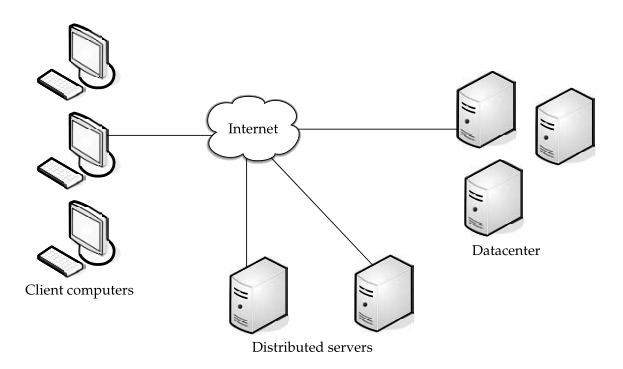 Internet
Datacenter
Client computers
Distributed servers